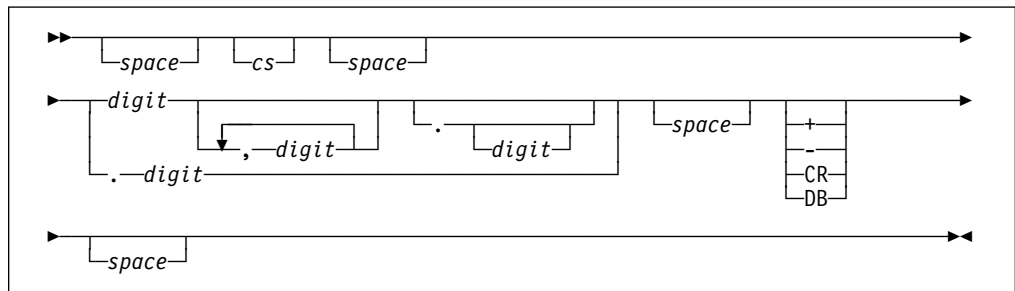 space cs space
digit
, digit . digit space +
-
. digit CR
DB
space